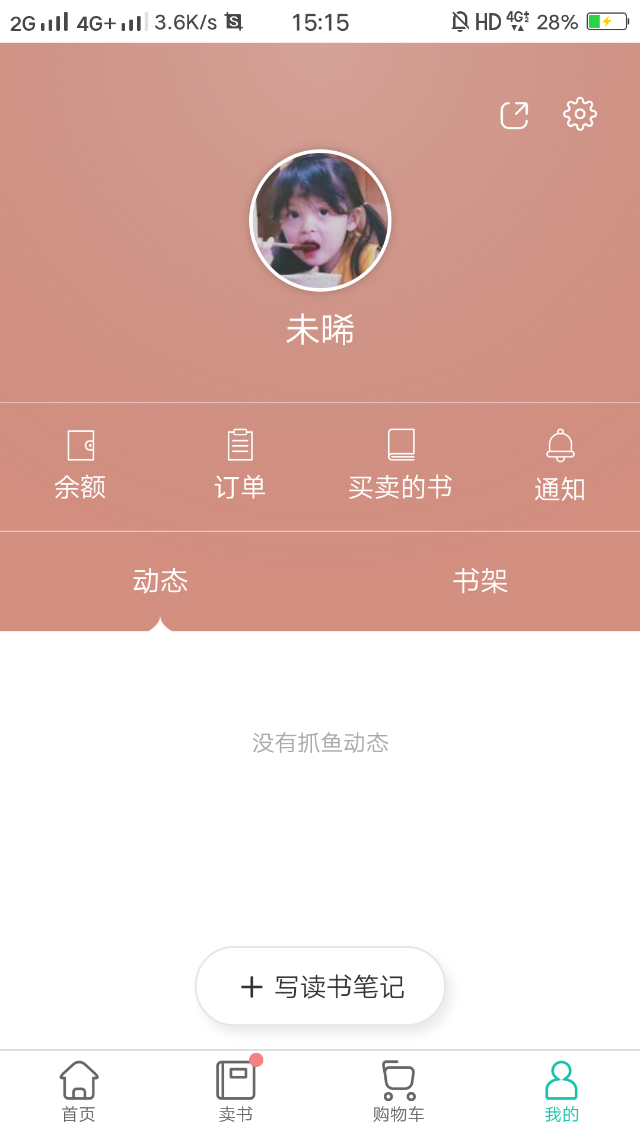 2G 4G+ 3.6K/s 15:15 HD 4G 28%
未晞
余额 订单 买卖的书 通知
动态 书架
没有抓鱼动态
+ 写读书笔记
首页 卖书 购物车 我的